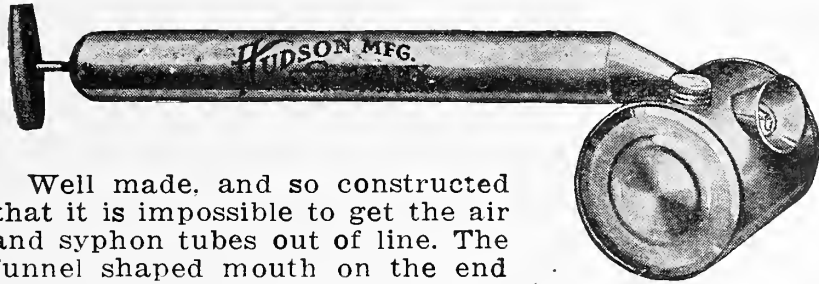 HUDSON MFG.
Well made, and so constructed
that it is impossible to get the air
and syphon tubes out of line. The
funnel shaped mouth on the end